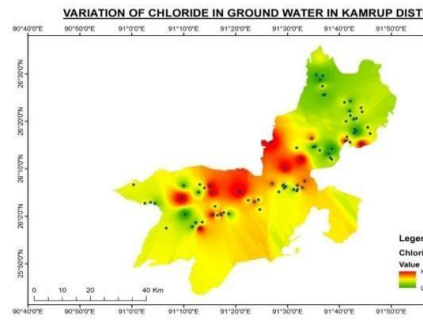 VARIATION OF CHLORIDE IN GROUND WATER IN KAMRUP DIST
90°40'0"E 90°50'0"E 91°0'0"E 91°10'0"E 91°20'0"E 91°30'0"E 91°40'0"E 91°50'0"E
26°30'0"N
26°20'0"N
26°10'0"N
26°0'0"N
25°50'0"N
Lege
Chlori
Value
H
L
0 10 20 40 Km
90°40'0"E 90°50'0"E 91°0'0"E 91°10'0"E 91°20'0"E 91°30'0"E 91°40'0"E 91°50'0"E